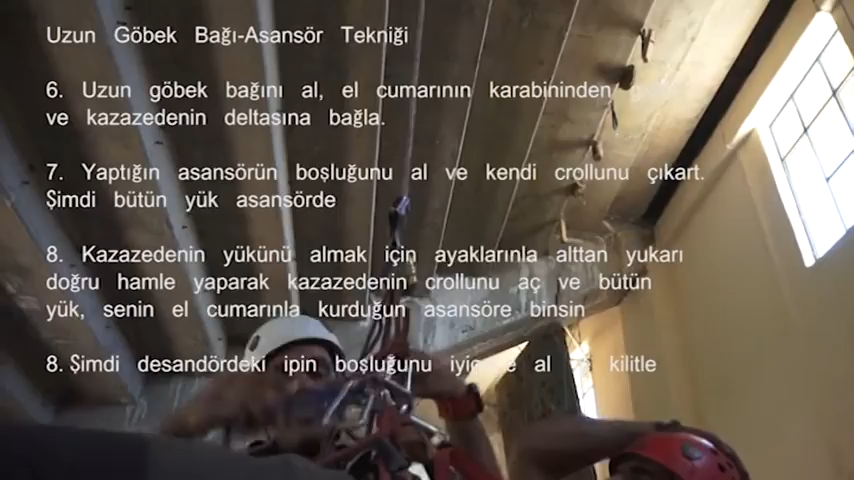 Uzun Göbek Bağı-Asansör Tekniği
6. Uzun göbek bağını al, el cumarının karabininden
ve kazazedenin deltasına bağla.
7. Yaptığın asansörün boşluğunu al ve kendi crollunu çıkart.
Şimdi bütün yük asansörde
8. Kazazedenin yükünü almak için ayaklarınla alttan yukarı
doğru hamle yaparak kazazedenin crollunu aç ve bütün
yük, senin el cumarınla kurduğun asansöre binsin
8. Şimdi desandördeki ipin boşluğunu iyice al kilitle